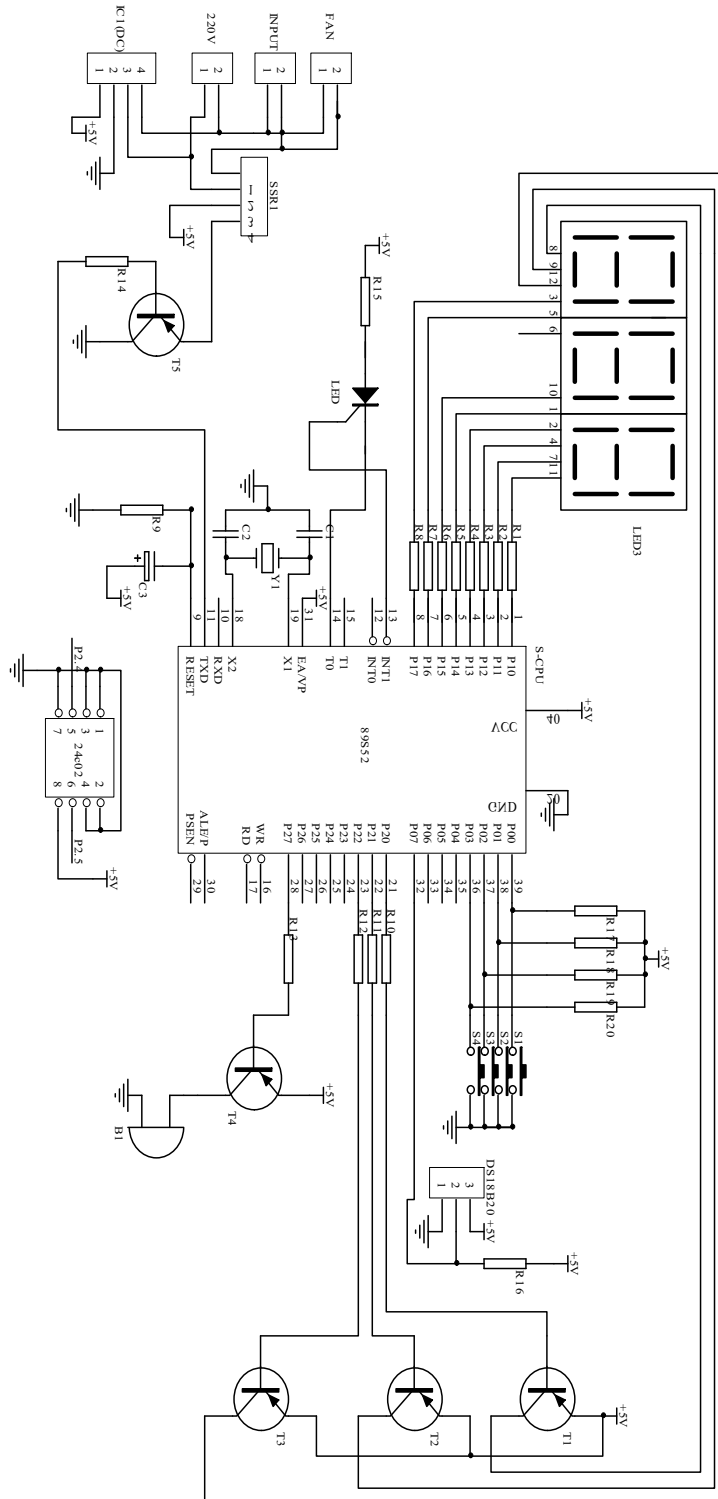 IC1(DC)
1
2
3
4
220V
1
2
INPUT
1
2
FAN
1
2
+5V
SSR1
1
2
3
4
+5V
R14
T5
+5V
R15
LED
8
9
12
3
5
6
10
1
2
4
7
11
LED3
R8
R7
R6
R5
R4
R3
R2
R1
C2
C1
Y1
R9
C3
+5V
+5V
9
11
10
18
19
31
14
15
12
13
8
7
6
5
4
3
2
1
S-CPU
RESET
TXD
RXD
X2
X1
EA/VP
T0
T1
INT0
INT1
P17
P16
P15
P14
P13
P12
P11
P10
89S52
VCC
40
+5V
GND
20
PSEN
ALE/P
RD
WR
P27
P26
P25
P24
P23
P22
P21
P20
P07
P06
P05
P04
P03
P02
P01
P00
29
30
17
16
28
27
26
25
24
23
22
21
32
33
34
35
36
37
38
39
P2.4
7
5
3
1
24c02
8
6
4
2
P2.5
+5V
R13
R12
R11
R10
R17
R18
R19
R20
+5V
S4
S3
S2
S1
T4
+5V
B1
DS18B20
1
2
3
+5V
R16
+5V
T3
T2
T1
+5V